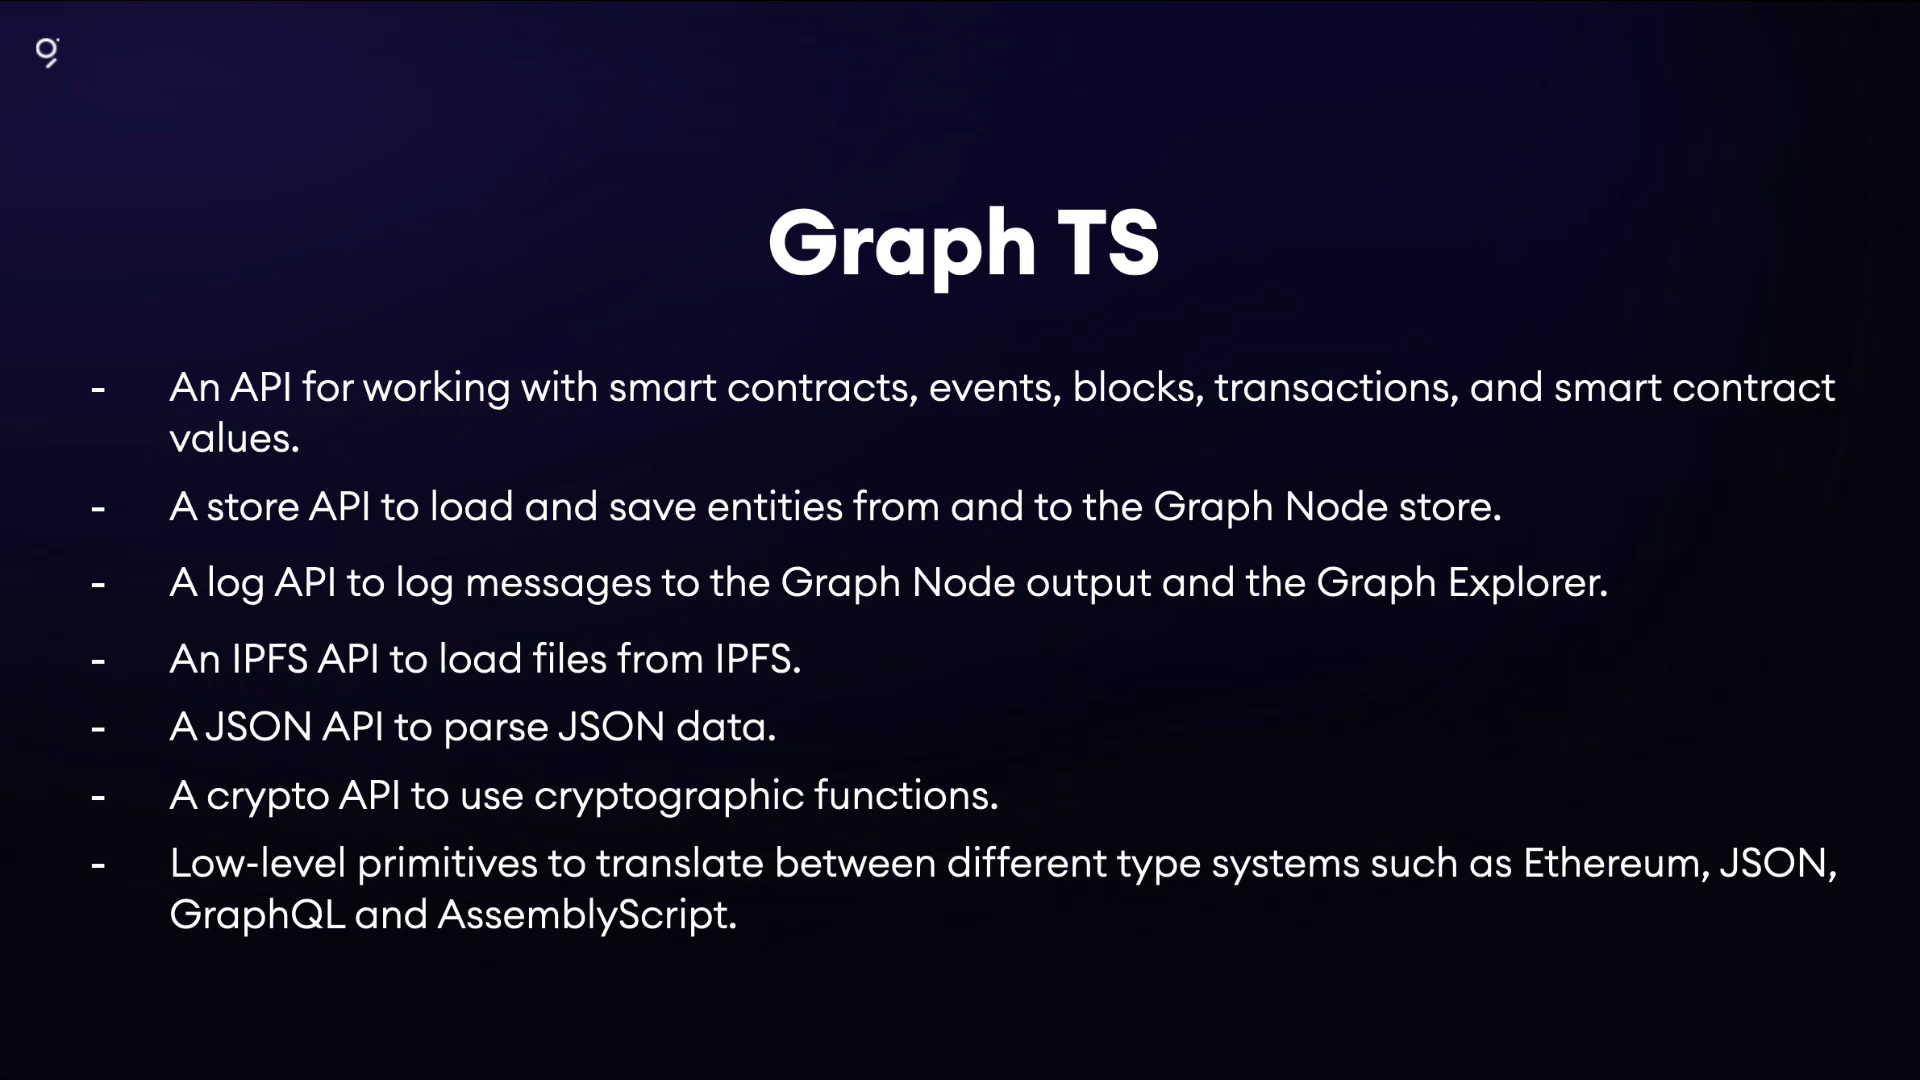 Graph TS
- An API for working with smart contracts, events, blocks, transactions, and smart contract
values.
- A store API to load and save entities from and to the Graph Node store.
- A log API to log messages to the Graph Node output and the Graph Explorer.
- An IPFS API to load files from IPFS.
- A JSON API to parse JSON data.
- A crypto API to use cryptographic functions.
- Low-level primitives to translate between different type systems such as Ethereum, JSON,
GraphQL and AssemblyScript.